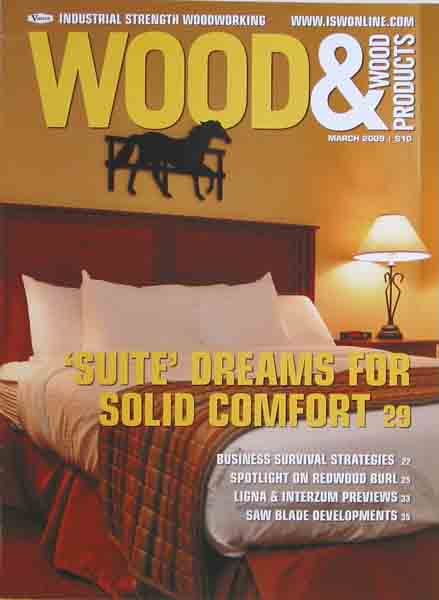 Vance INDUSTRIAL STRENGTH WOODWORKING WWW.ISWONLINE.COM
WOOD & WOOD PRODUCTS
MARCH 2009 / $10
'SUITE' DREAMS FOR
SOLID COMFORT 29
BUSINESS SURVIVAL STRATEGIES 22
SPOTLIGHT ON REDWOOD BURL 25
LIGNA & INTERZUM PREVIEWS 33
SAW BLADE DEVELOPMENTS 35